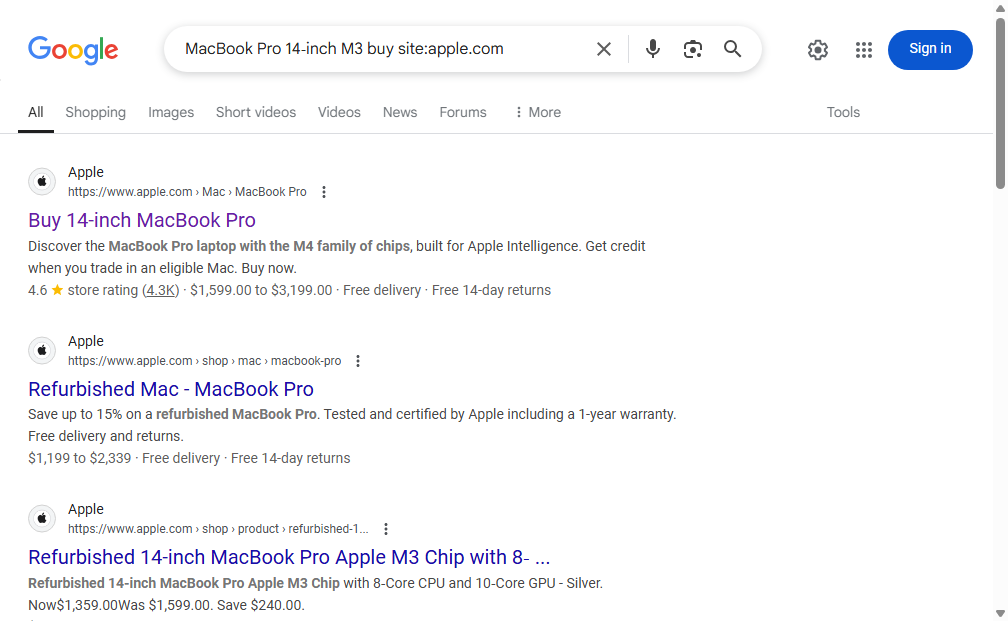 Google
MacBook Pro 14-inch M3 buy site:apple.com
Sign in
All Shopping Images Short videos Videos News Forums More Tools
Apple
https://www.apple.com › Mac › MacBook Pro
Buy 14-inch MacBook Pro
Discover the MacBook Pro laptop with the M4 family of chips, built for Apple Intelligence. Get credit
when you trade in an eligible Mac. Buy now.
4.6 ★ store rating (4.3K) · $1,599.00 to $3,199.00 · Free delivery · Free 14-day returns
Apple
https://www.apple.com › shop › mac › macbook-pro
Refurbished Mac - MacBook Pro
Save up to 15% on a refurbished MacBook Pro. Tested and certified by Apple including a 1-year warranty.
Free delivery and returns.
$1,199 to $2,339 · Free delivery · Free 14-day returns
Apple
https://www.apple.com › shop › product › refurbished-1...
Refurbished 14-inch MacBook Pro Apple M3 Chip with 8- ...
Refurbished 14-inch MacBook Pro Apple M3 Chip with 8-Core CPU and 10-Core GPU - Silver.
Now$1,359.00Was $1,599.00. Save $240.00.